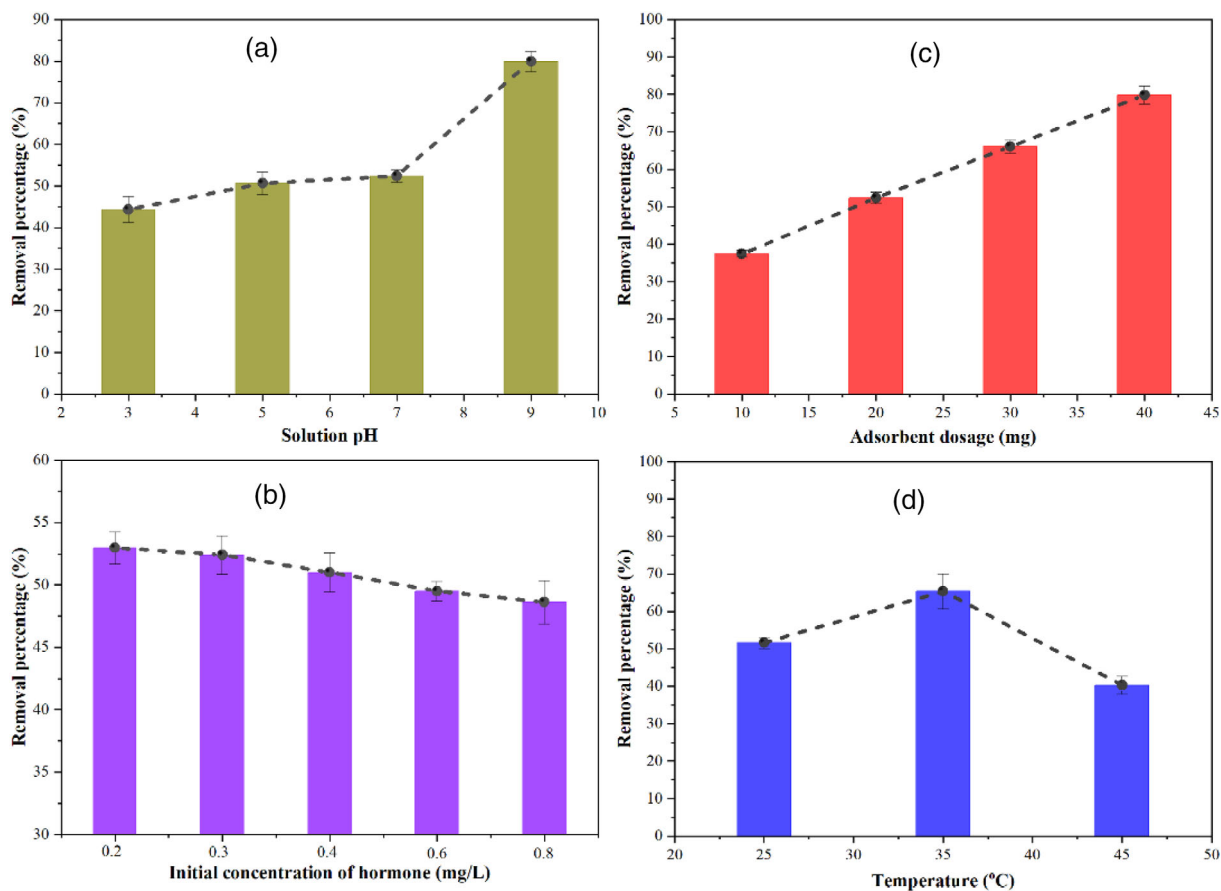 (a)
Removal percentage (%)
90
80
70
60
50
40
30
20
10
0
2 3 4 5 6 7 8 9 10
Solution pH
(c)
Removal percentage (%)
100
90
80
70
60
50
40
30
20
10
0
5 10 15 20 25 30 35 40 45
Adsorbent dosage (mg)
(b)
Removal percentage (%)
60
55
50
45
40
35
30
0.2 0.3 0.4 0.6 0.8
Initial concentration of hormone (mg/L)
(d)
Removal percentage (%)
100
90
80
70
60
50
40
30
20
10
0
20 25 30 35 40 45 50
Temperature (°C)